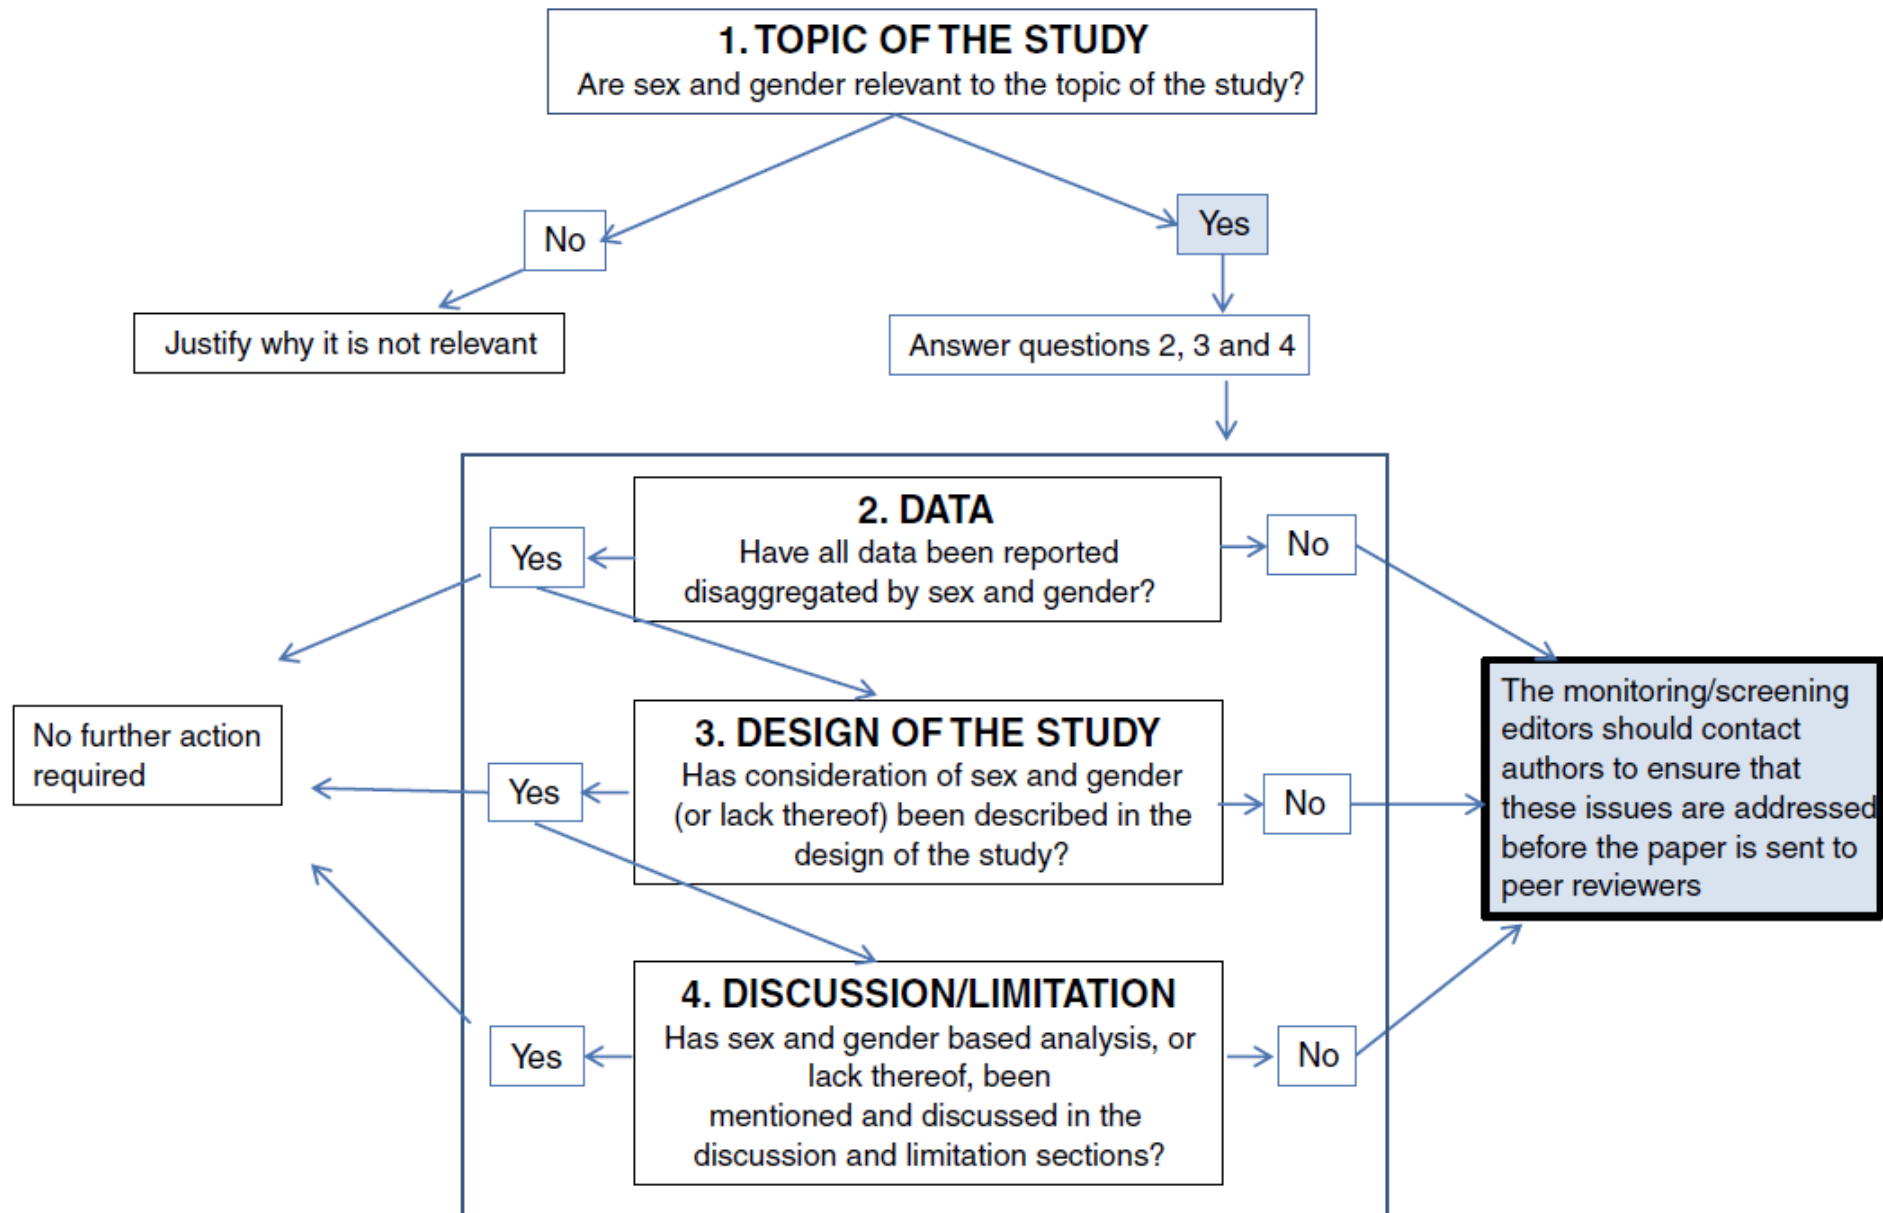 1. TOPIC OF THE STUDY
Are sex and gender relevant to the topic of the study?
No
Yes
Justify why it is not relevant
Answer questions 2, 3 and 4
2. DATA
Have all data been reported
disaggregated by sex and gender?
Yes
No
No further action
required
3. DESIGN OF THE STUDY
Has consideration of sex and gender
(or lack thereof) been described in the
design of the study?
Yes
No
The monitoring/screening
editors should contact
authors to ensure that
these issues are addressed
before the paper is sent to
peer reviewers
4. DISCUSSION/LIMITATION
Has sex and gender based analysis, or
lack thereof, been
mentioned and discussed in the
discussion and limitation sections?
Yes
No